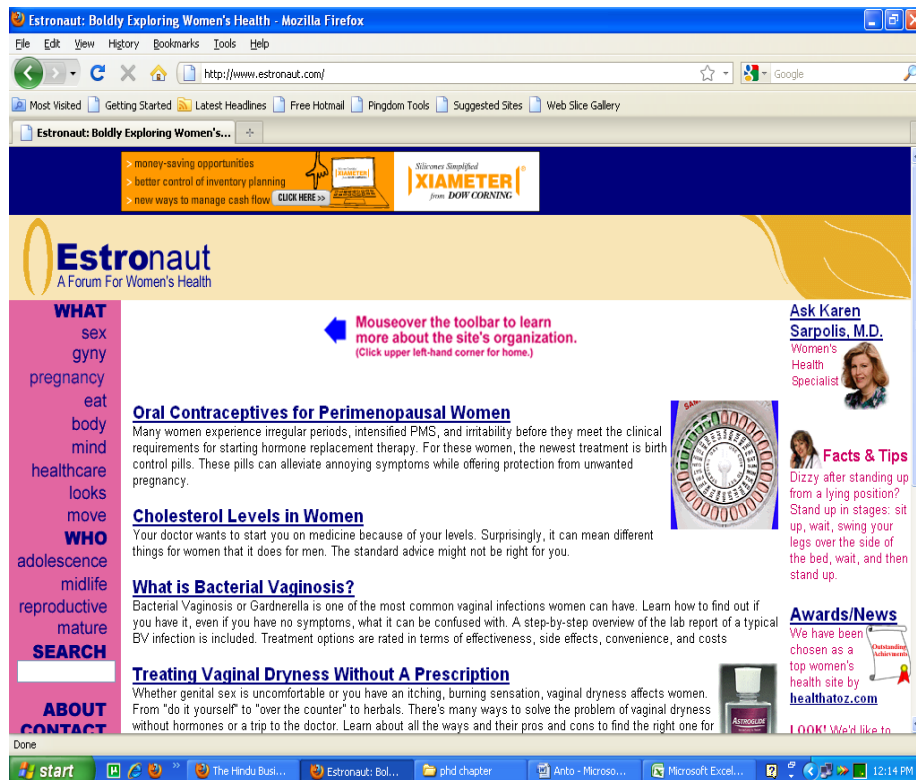 Estronaut: Boldly Exploring Women's Health - Mozilla Firefox
File Edit View History Bookmarks Tools Help
http://www.estronaut.com/
Google
Most Visited Getting Started Latest Headlines Free Hotmail Pingdom Tools Suggested Sites Web Slice Gallery
Estronaut: Boldly Exploring Women's...
> money-saving opportunities
> better control of inventory planning
> new ways to manage cash flow
CLICK HERE >>
XIAMETER
Silicones Simplified
XIAMETER®
from DOW CORNING
Estronaut
A Forum For Women's Health
WHAT
sex
gyny
pregnancy
eat
body
mind
healthcare
looks
move
WHO
adolescence
midlife
reproductive
mature
SEARCH
ABOUT
CONTACT
Mouseover the toolbar to learn
more about the site's organization.
(Click upper left-hand corner for home.)
Oral Contraceptives for Perimenopausal Women
Many women experience irregular periods, intensified PMS, and irritability before they meet the clinical
requirements for starting hormone replacement therapy. For these women, the newest treatment is birth
control pills. These pills can alleviate annoying symptoms while offering protection from unwanted
pregnancy.
Cholesterol Levels in Women
Your doctor wants to start you on medicine because of your levels. Surprisingly, it can mean different
things for women that it does for men. The standard advice might not be right for you.
What is Bacterial Vaginosis?
Bacterial Vaginosis or Gardnerella is one of the most common vaginal infections women can have. Learn how to find out if
you have it, even if you have no symptoms, what it can be confused with. A step-by-step overview of the lab report of a typical
BV infection is included. Treatment options are rated in terms of effectiveness, side effects, convenience, and costs
Treating Vaginal Dryness Without A Prescription
Whether genital sex is uncomfortable or you have an itching, burning sensation, vaginal dryness affects women.
From "do it yourself" to "over the counter" to herbals. There's many ways to solve the problem of vaginal dryness
without hormones or a trip to the doctor. Learn about all the ways and their pros and cons to find the right one for
ASTROGLIDE
Ask Karen
Sarpolis, M.D.
Women's
Health
Specialist
Facts & Tips
Dizzy after standing up
from a lying position?
Stand up in stages: sit
up, wait, swing your
legs over the side of
the bed, wait, and then
stand up.
Awards/News
We have been
chosen as a
top women's
health site by
healthatoz.com
Outstanding
Achievments
LOOK! We'd like to
Done
start
The Hindu Busi...
Estronaut: Bol...
phd chapter
Anto - Microso...
Microsoft Excel...
12:14 PM